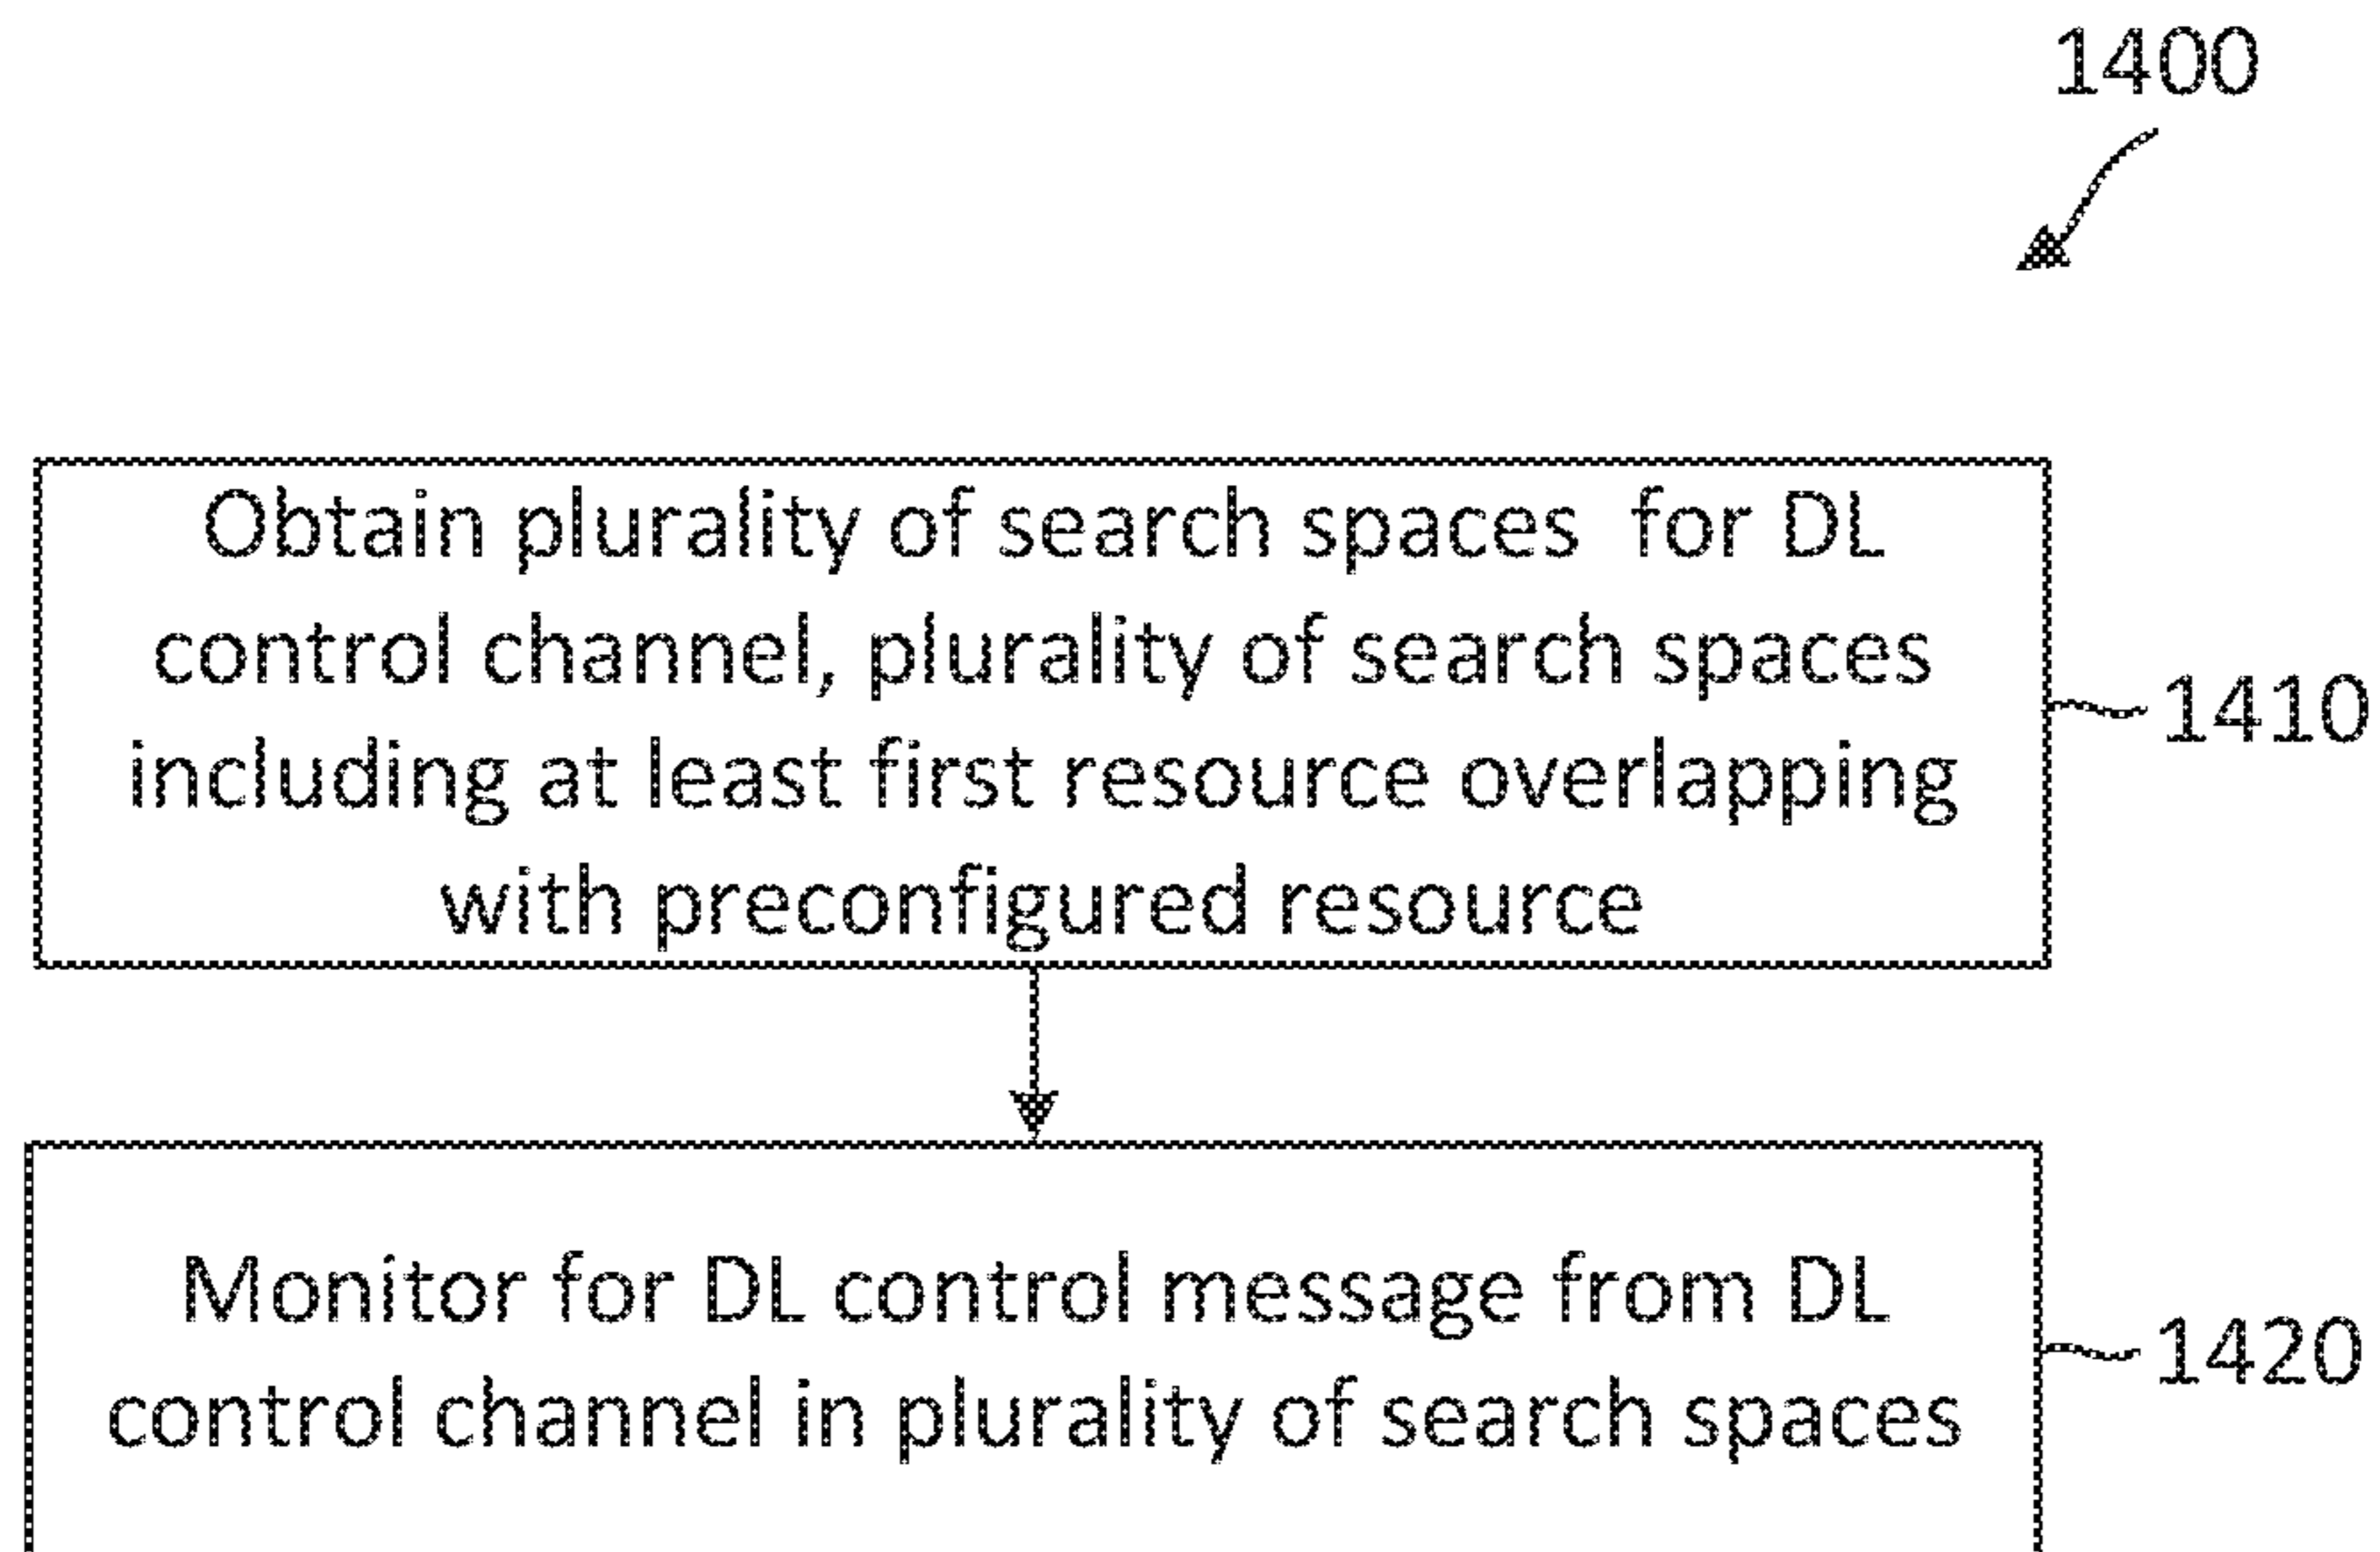 1400
Obtain plurality of search spaces for DL
control channel, plurality of search spaces
including at least first resource overlapping
with preconfigured resource
1410
Monitor for DL control message from DL
control channel in plurality of search spaces
1420